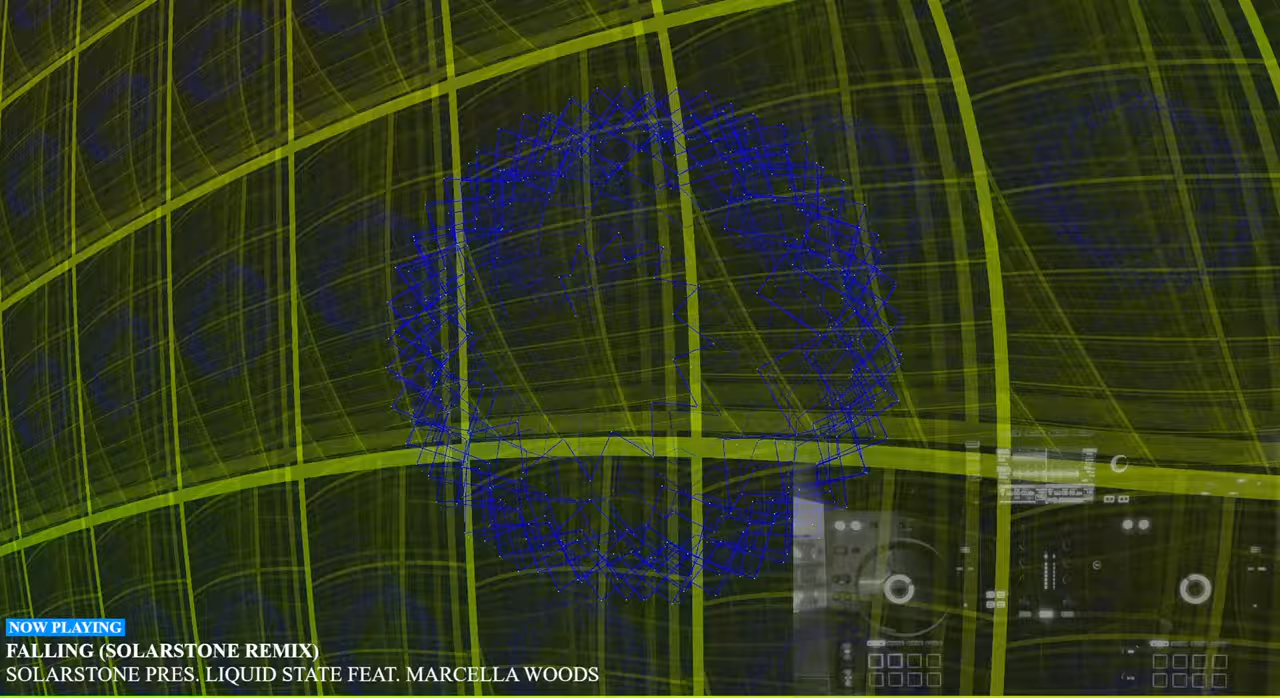 NOW PLAYING
FALLING (SOLARSTONE REMIX)
SOLARSTONE PRES. LIQUID STATE FEAT. MARCELLA WOODS